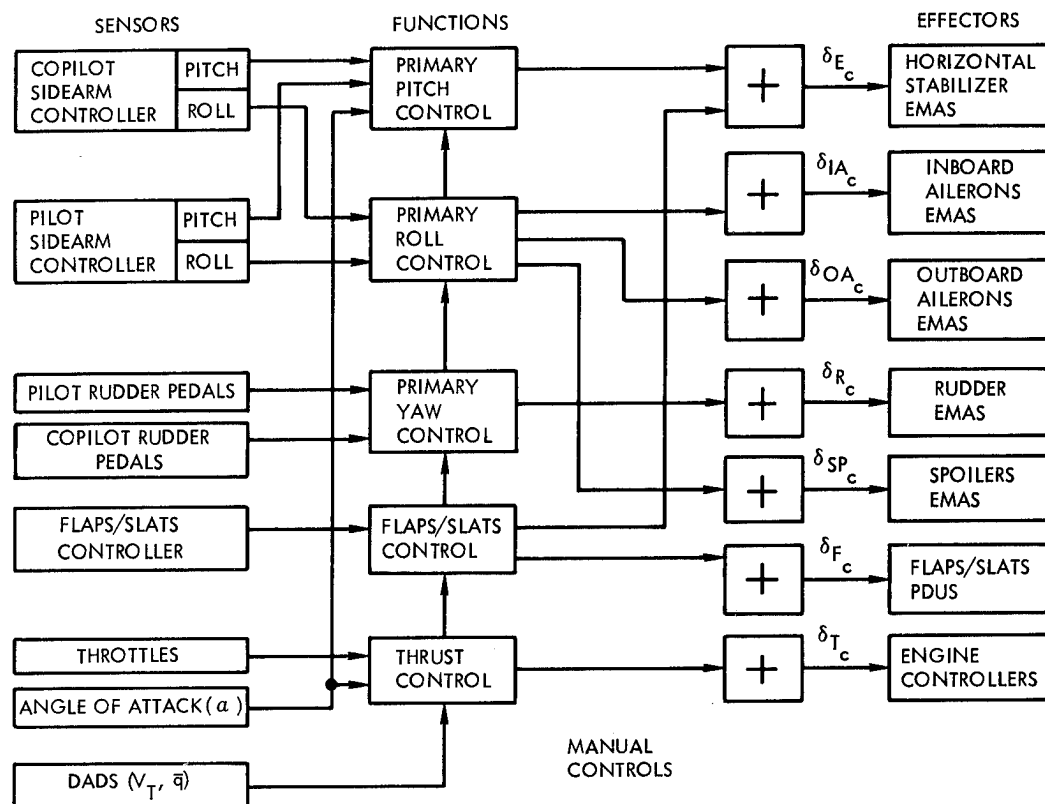 SENSORS
FUNCTIONS
EFFECTORS
COPILOT
SIDEARM
CONTROLLER
PITCH
ROLL
PRIMARY
PITCH
CONTROL
+
δEc
HORIZONTAL
STABILIZER
EMAS
+
δIAc
INBOARD
AILERONS
EMAS
PILOT
SIDEARM
CONTROLLER
PITCH
ROLL
PRIMARY
ROLL
CONTROL
+
δOAc
OUTBOARD
AILERONS
EMAS
PILOT RUDDER PEDALS
COPILOT RUDDER
PEDALS
PRIMARY
YAW
CONTROL
+
δRc
RUDDER
EMAS
+
δSPc
SPOILERS
EMAS
FLAPS/SLATS
CONTROLLER
FLAPS/SLATS
CONTROL
+
δFc
FLAPS/SLATS
PDUS
THROTTLES
ANGLE OF ATTACK(α)
THRUST
CONTROL
+
δTc
ENGINE
CONTROLLERS
DADS (VT, q̄)
MANUAL
CONTROLS